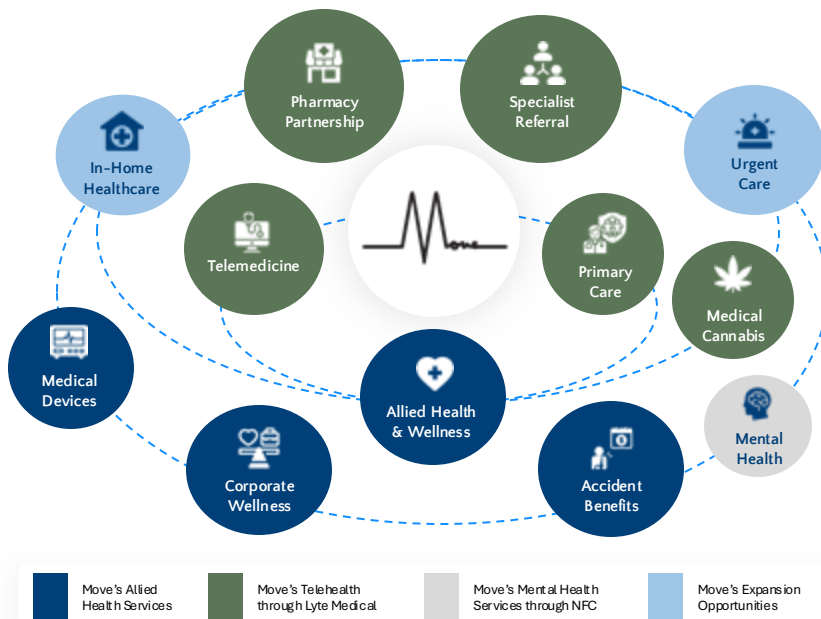 Pharmacy
Partnership
Specialist
Referral
In-Home
Healthcare
Urgent
Care
Move
Telemedicine
Primary
Care
Medical
Cannabis
Medical
Devices
Allied Health
& Wellness
Mental
Health
Corporate
Wellness
Accident
Benefits
Move's Allied
Health Services
Move's Telehealth
through Lyte Medical
Move's Mental Health
Services through NFC
Move's Expansion
Opportunities